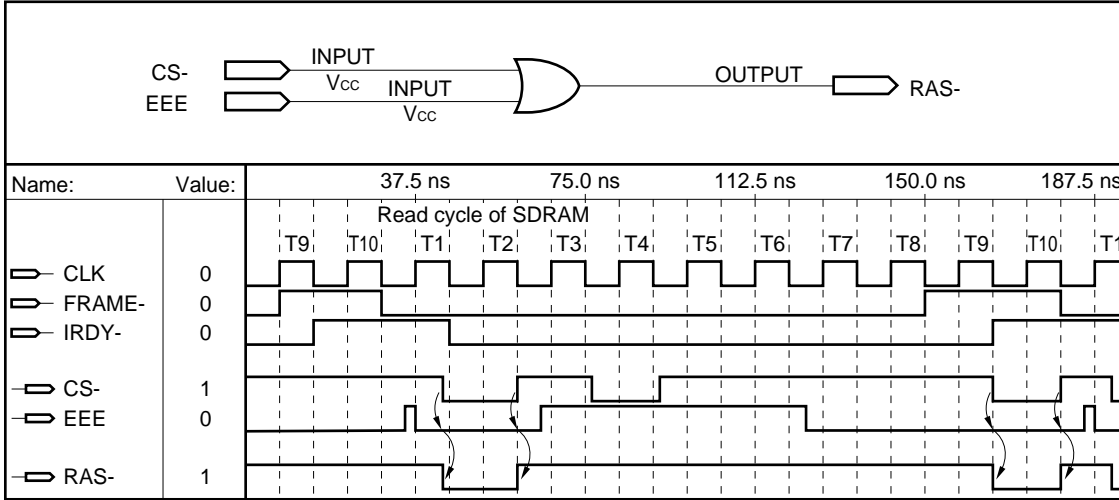 INPUT
CS-
VCC
INPUT
OUTPUT
RAS-
EEE
VCC
Name:
Value:
37.5 ns
75.0 ns
112.5 ns
150.0 ns
187.5 ns
Read cycle of SDRAM
T9 T10 T1 T2 T3 T4 T5 T6 T7 T8 T9 T10 T1
CLK 0
FRAME- 0
IRDY- 0
CS- 1
EEE 0
RAS- 1